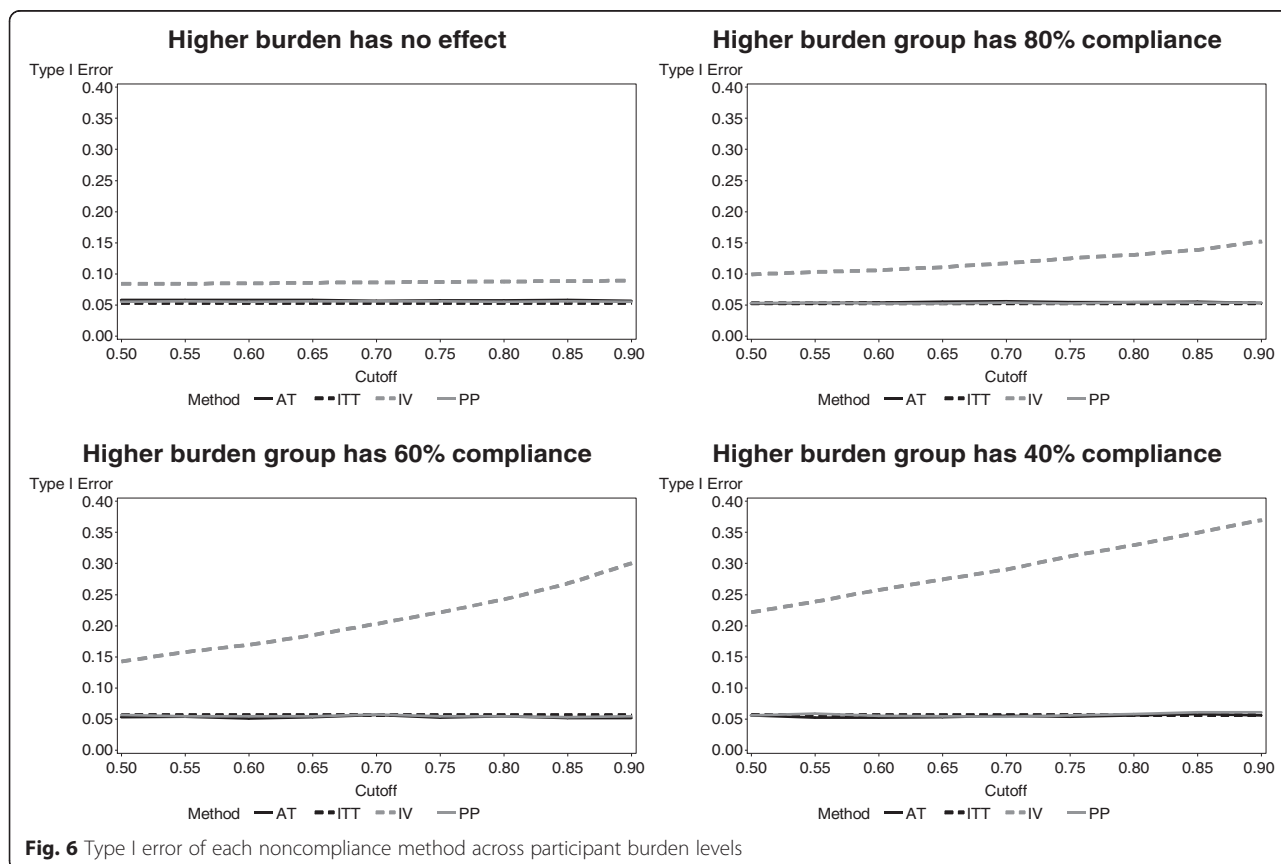 Higher burden has no effect
Type I Error
0.40
0.35
0.30
0.25
0.20
0.15
0.10
0.05
0.00
0.50 0.55 0.60 0.65 0.70 0.75 0.80 0.85 0.90
Cutoff
Method AT ITT IV PP
Higher burden group has 80% compliance
Type I Error
0.40
0.35
0.30
0.25
0.20
0.15
0.10
0.05
0.00
0.50 0.55 0.60 0.65 0.70 0.75 0.80 0.85 0.90
Cutoff
Method AT ITT IV PP
Higher burden group has 60% compliance
Type I Error
0.40
0.35
0.30
0.25
0.20
0.15
0.10
0.05
0.00
0.50 0.55 0.60 0.65 0.70 0.75 0.80 0.85 0.90
Cutoff
Method AT ITT IV PP
Higher burden group has 40% compliance
Type I Error
0.40
0.35
0.30
0.25
0.20
0.15
0.10
0.05
0.00
0.50 0.55 0.60 0.65 0.70 0.75 0.80 0.85 0.90
Cutoff
Method AT ITT IV PP
Fig. 6 Type I error of each noncompliance method across participant burden levels